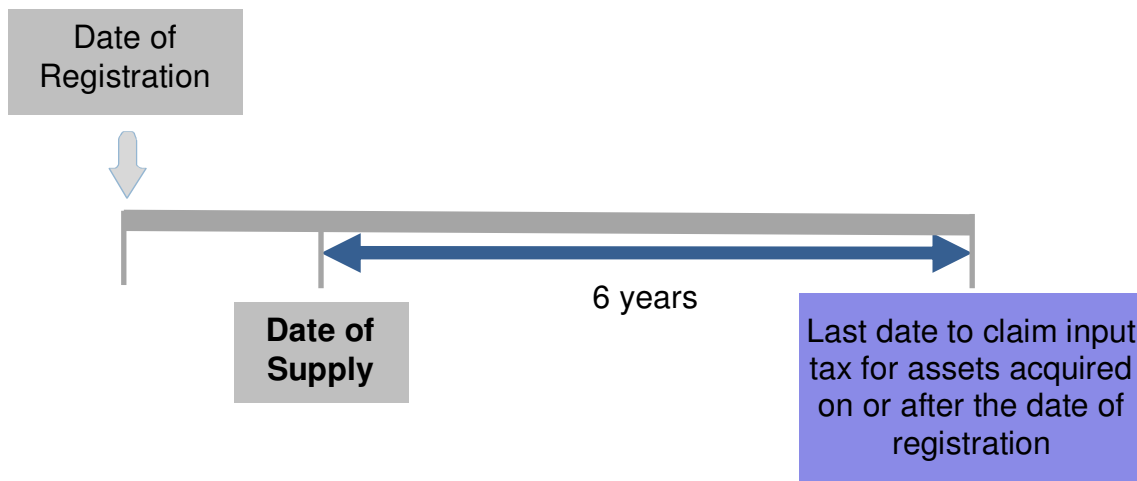 Date of
Registration
6 years
Date of
Supply
Last date to claim input
tax for assets acquired
on or after the date of
registration